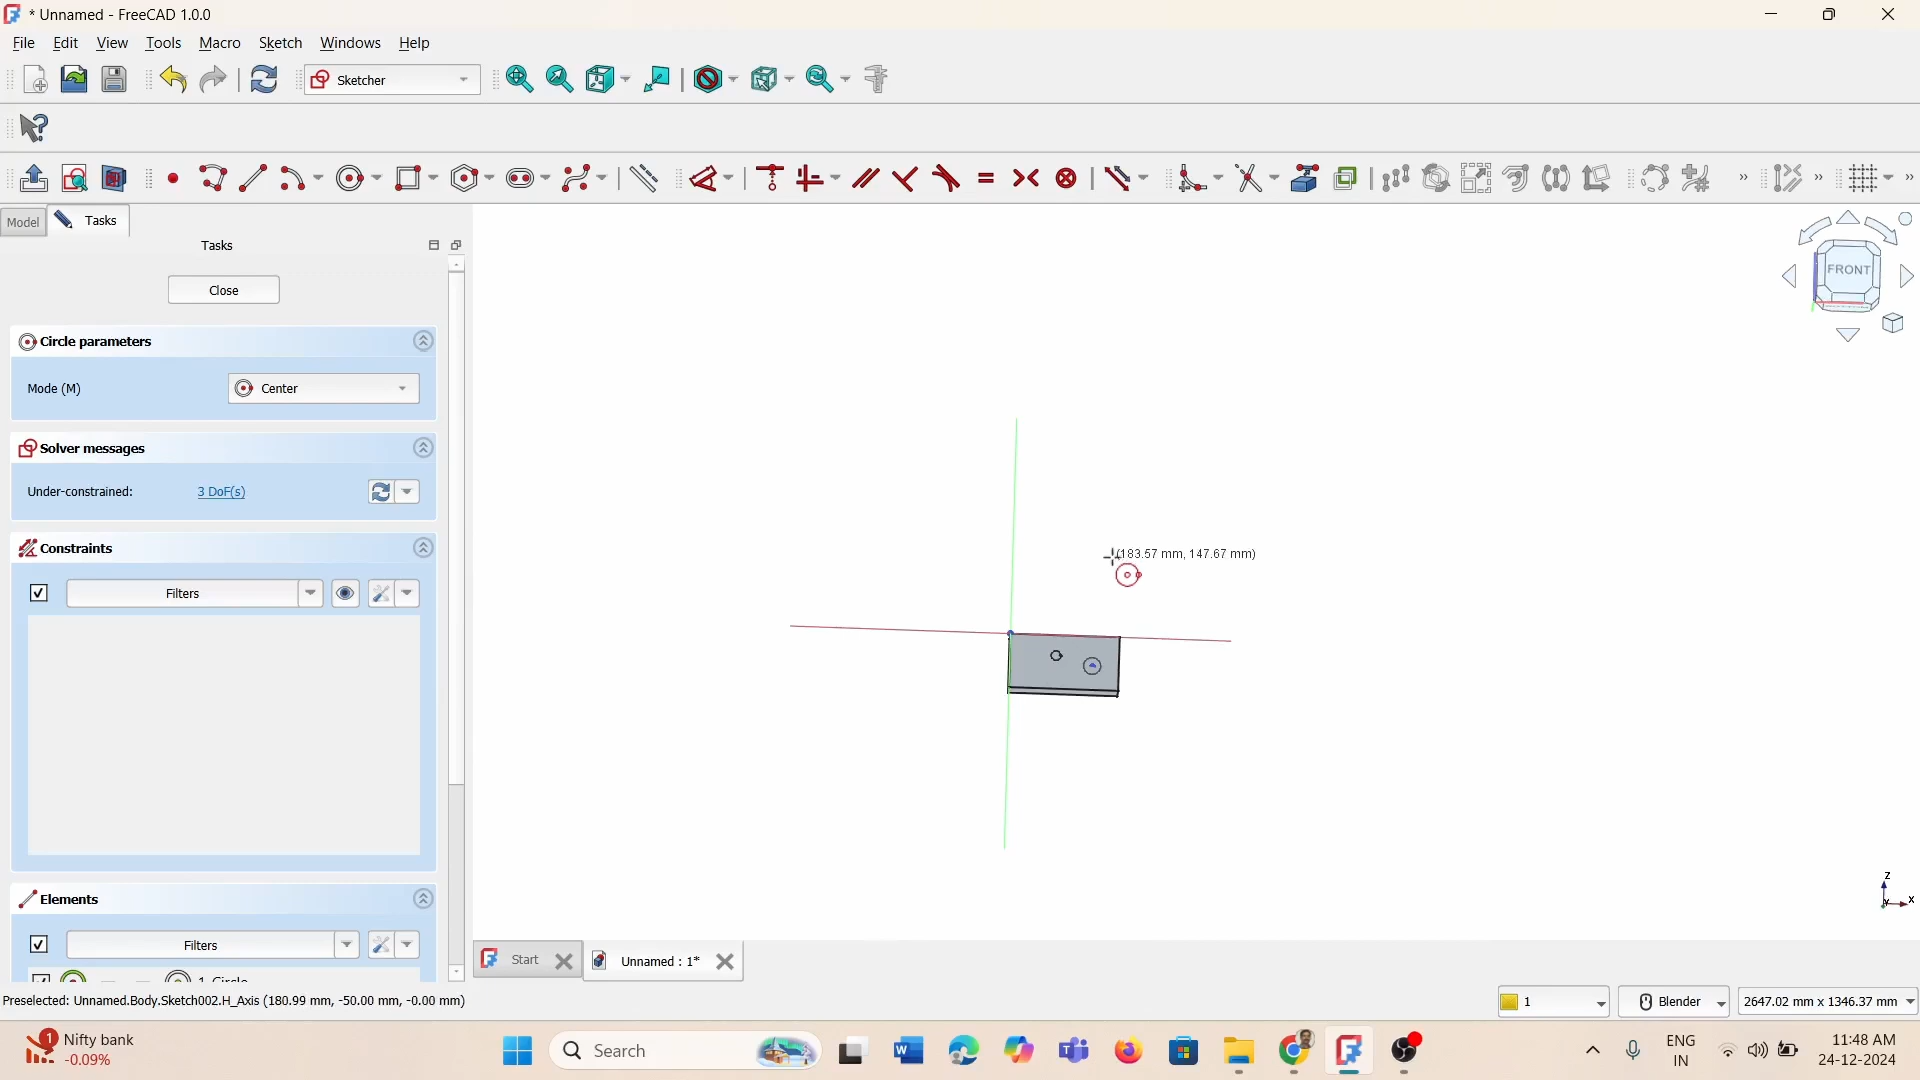 * Unnamed - FreeCAD 1.0.0
File Edit View Tools Macro Sketch Windows Help
Sketcher
Model Tasks
Tasks
Close
Circle parameters
Mode (M) Center
Solver messages
Under-constrained: 3 DoF(s)
Constraints
Filters
Elements
Filters
1-Circle
FRONT
(183.57 mm, 147.67 mm)
Z
Y X
Start
Unnamed : 1*
Preselected: Unnamed.Body.Sketch002.H_Axis (180.99 mm, -50.00 mm, -0.00 mm)
1
Blender
2647.02 mm x 1346.37 mm
1
Nifty bank
-0.09%
Search
ENG
IN
11:48 AM
24-12-2024